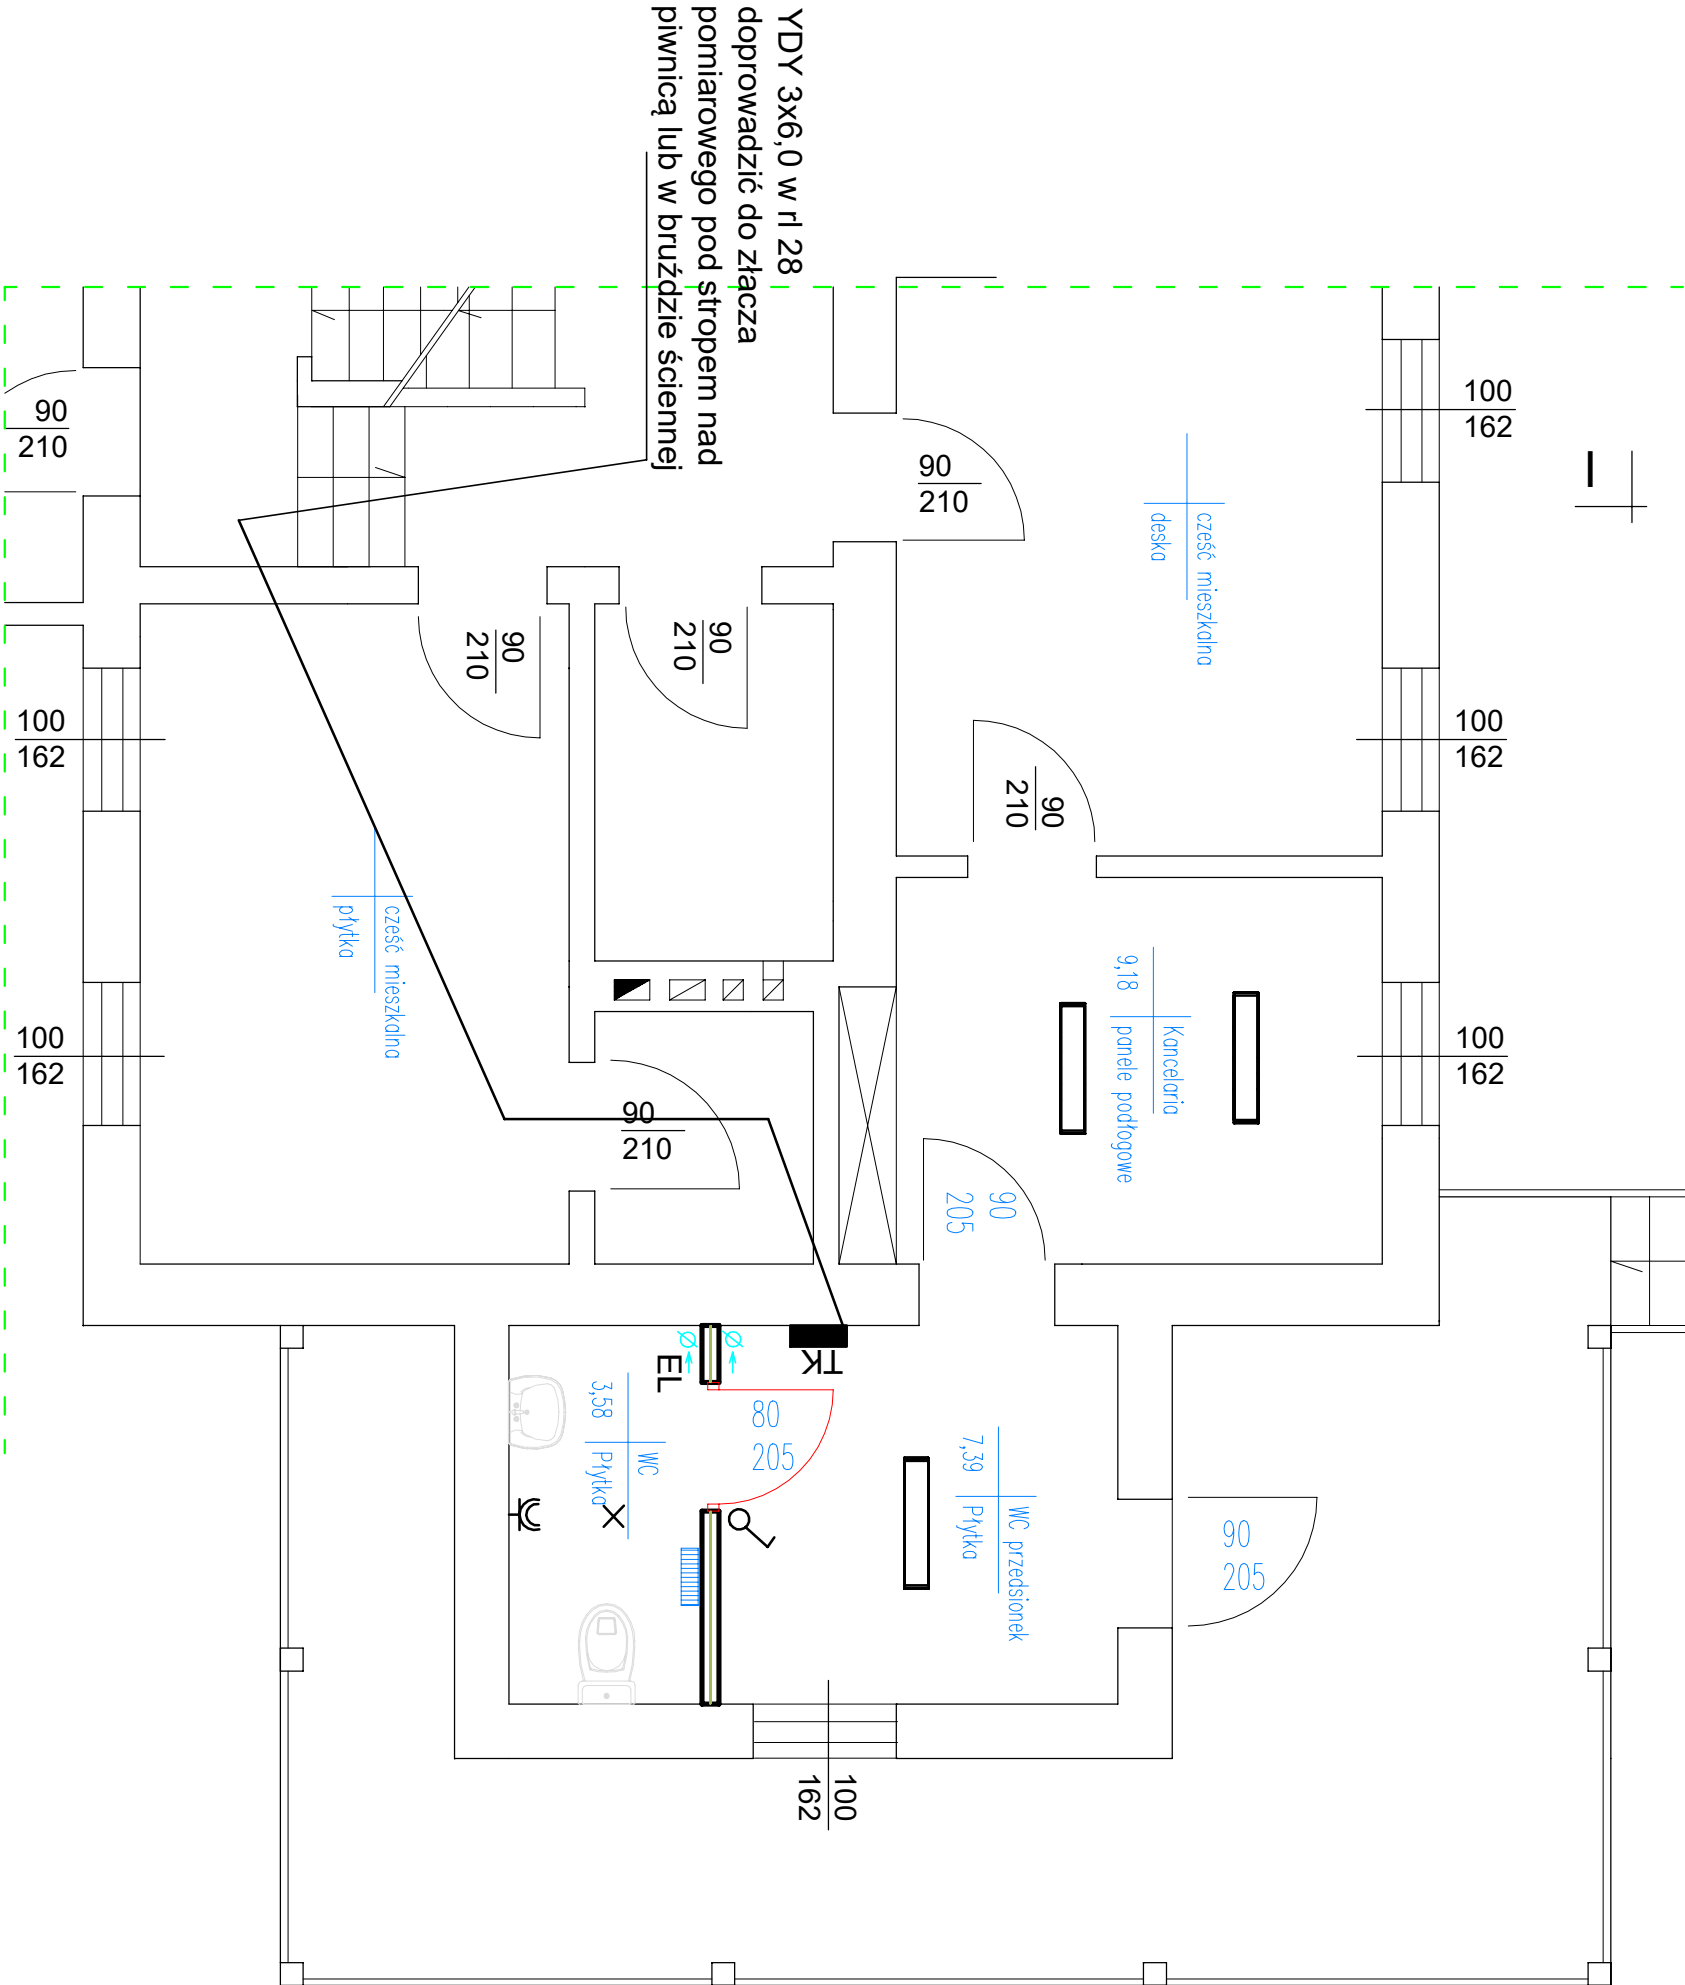 YDY 3x6,0 w rl 28
doprowadzić do złącza
pomiarowego pod stropem nad
piwnicą lub w bruździe ściennej
90
210
90
210
100
162
I
cześć mieszkalna
deska
90
210
90
210
100
162
90
210
100
162
cześć mieszkalna
płytka
9,18
Kancelaria
panele podłogowe
100
162
90
210
100
162
90
205
TK
EL
3,58
WC
Płytka
80
205
7,39
WC przedsionek
Płytka
90
205
100
162